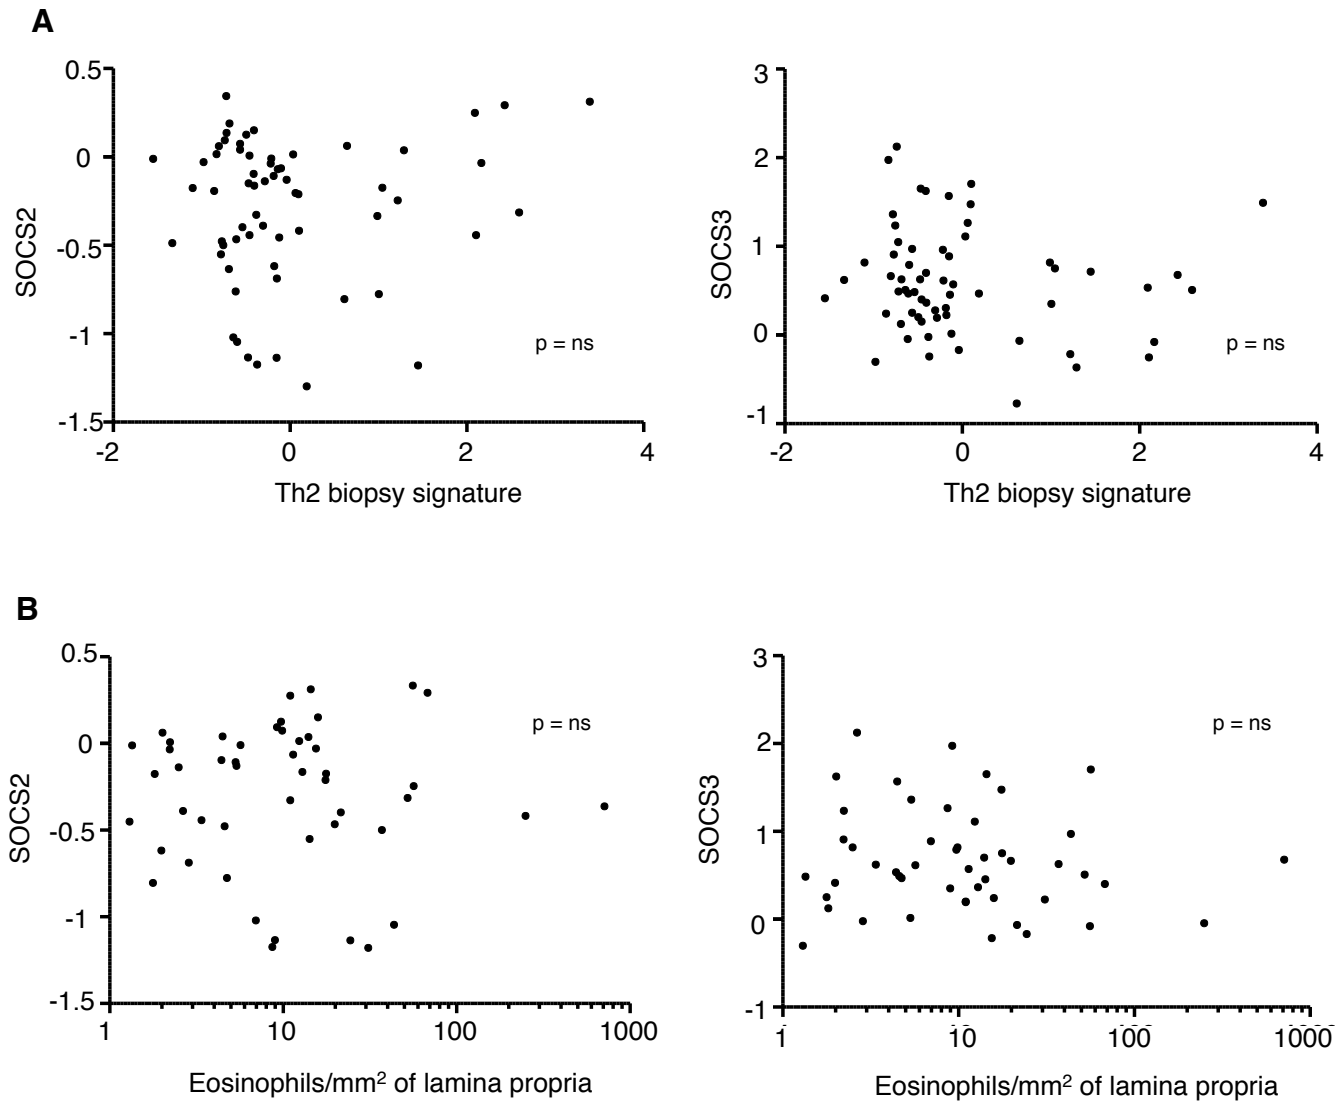 A
0.5
0
-0.5
-1
-1.5
SOCS2
p = ns
-2 0 2 4
Th2 biopsy signature
3
2
1
0
-1
SOCS3
p = ns
-2 0 2 4
Th2 biopsy signature
B
0.5
0
-0.5
-1
-1.5
SOCS2
p = ns
1 10 100 1000
Eosinophils/mm² of lamina propria
3
2
1
0
-1
SOCS3
p = ns
1 10 100 1000
Eosinophils/mm² of lamina propria